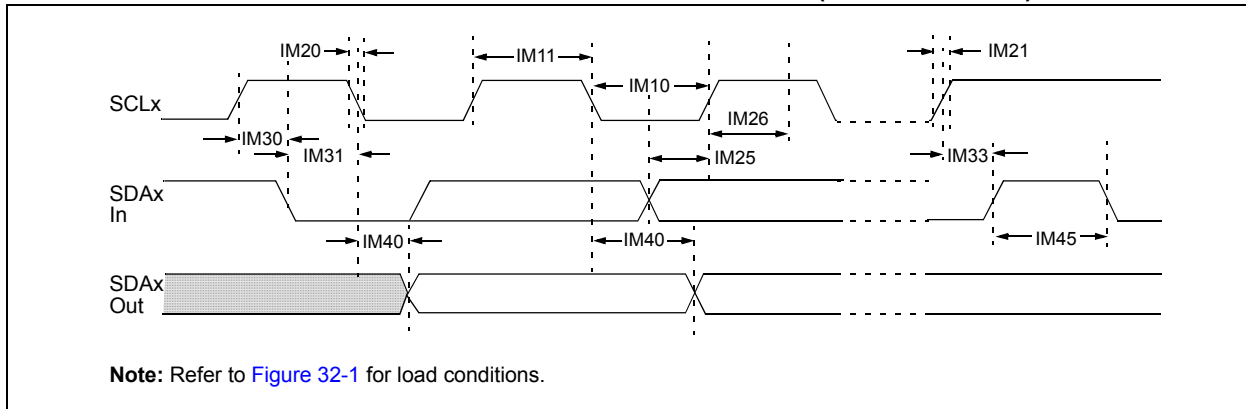 IM20
IM11
IM21
IM10
SCLx
IM26
IM30
IM31
IM25
IM33
SDAx
In
IM40
IM40
IM45
SDAx
Out
Note: Refer to Figure 32-1 for load conditions.